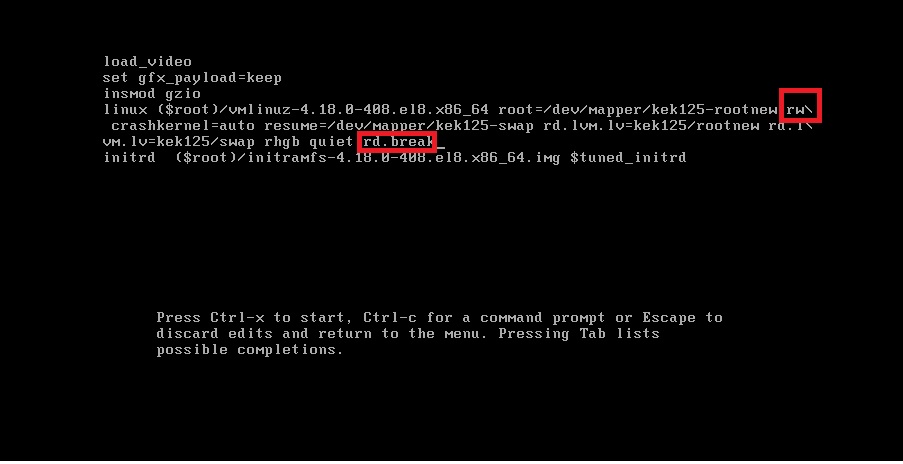 load_video
set gfx_payload=keep
insmod gzio
linux ($root)/vmlinuz-4.18.0-408.el8.x86_64 root=/dev/mapper/kek125-rootnew rw\
 crashkernel=auto resume=/dev/mapper/kek125-swap rd.lvm.lv=kek125/rootnew rd.l\
vm.lv=kek125/swap rhgb quiet rd.break_
initrd  ($root)/initramfs-4.18.0-408.el8.x86_64.img $tuned_initrd
Press Ctrl-x to start, Ctrl-c for a command prompt or Escape to
discard edits and return to the menu. Pressing Tab lists
possible completions.